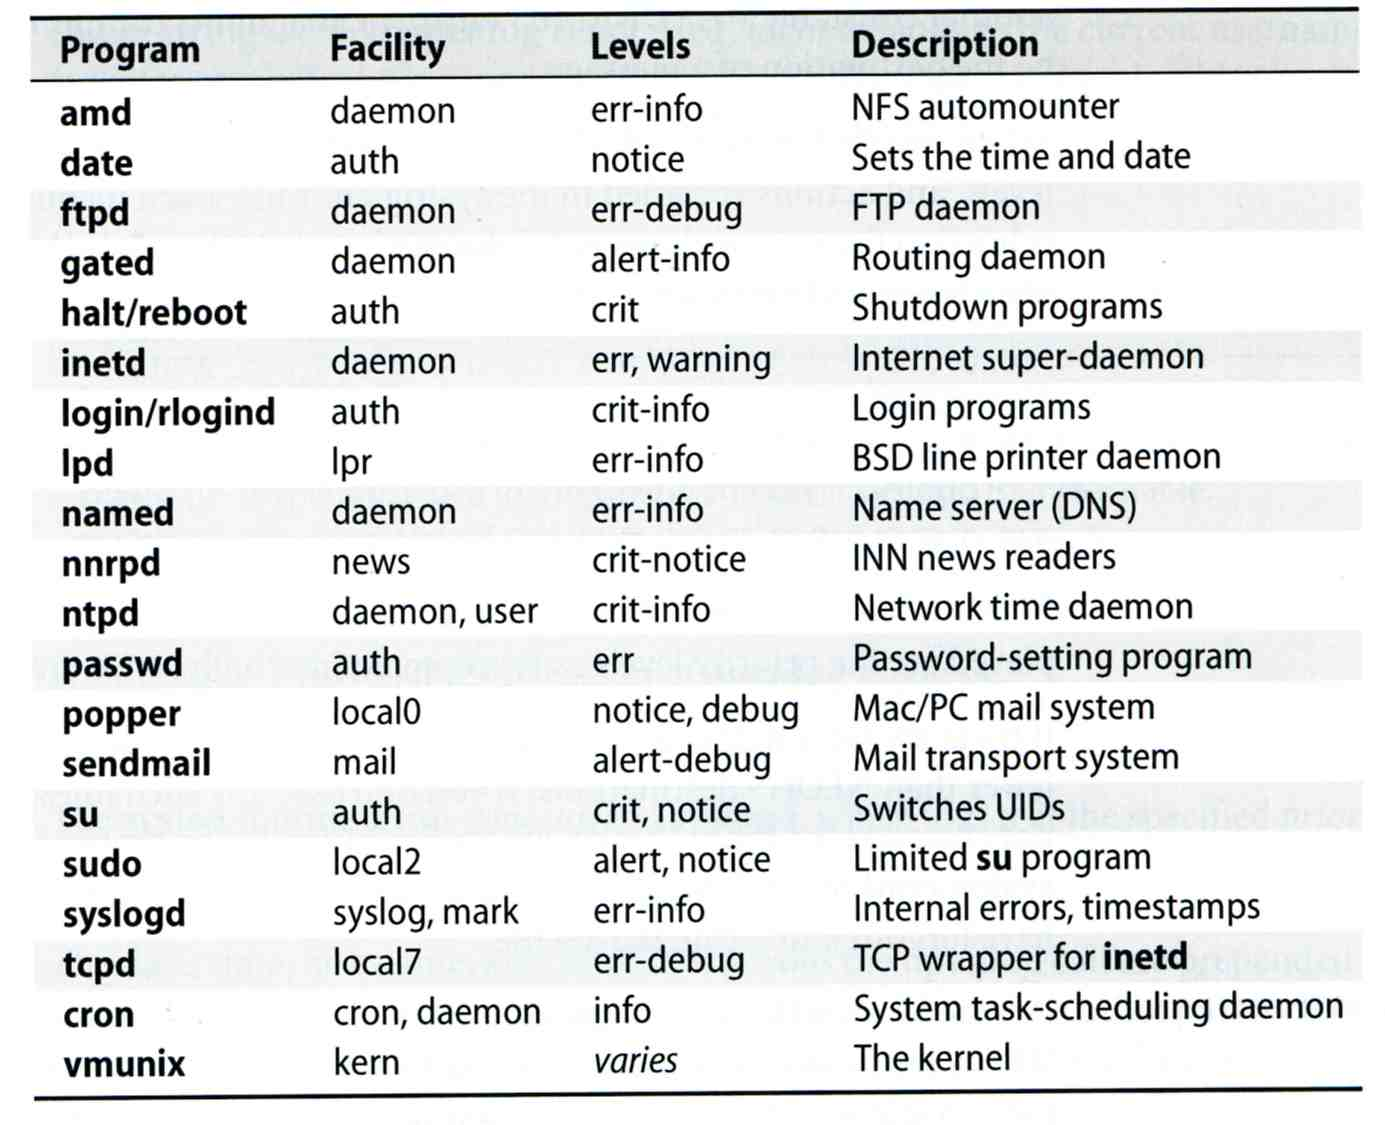 Program Facility Levels Description
amd daemon err-info NFS automounter
date auth notice Sets the time and date
ftpd daemon err-debug FTP daemon
gated daemon alert-info Routing daemon
halt/reboot auth crit Shutdown programs
inetd daemon err, warning Internet super-daemon
login/rlogind auth crit-info Login programs
lpd lpr err-info BSD line printer daemon
named daemon err-info Name server (DNS)
nnrpd news crit-notice INN news readers
ntpd daemon, user crit-info Network time daemon
passwd auth err Password-setting program
popper local0 notice, debug Mac/PC mail system
sendmail mail alert-debug Mail transport system
su auth crit, notice Switches UIDs
sudo local2 alert, notice Limited su program
syslogd syslog, mark err-info Internal errors, timestamps
tcpd local7 err-debug TCP wrapper for inetd
cron cron, daemon info System task-scheduling daemon
vmunix kern varies The kernel